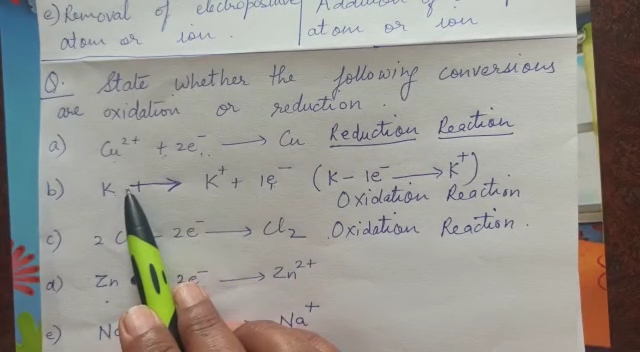 e) Removal of electropositive
atom or ion.
Addition of
atom or ion
Q. State whether the following conversions
are oxidation or reduction.
a) Cu²⁺ + 2e⁻ ⟶ Cu Reduction Reaction
b) K ⟶ K⁺ + 1e⁻ (K - 1e⁻ ⟶ K⁺)
Oxidation Reaction
c) 2 - 2e⁻ ⟶ Cl₂ Oxidation Reaction.
d) Zn 2e⁻ ⟶ Zn²⁺
e) Na⁺